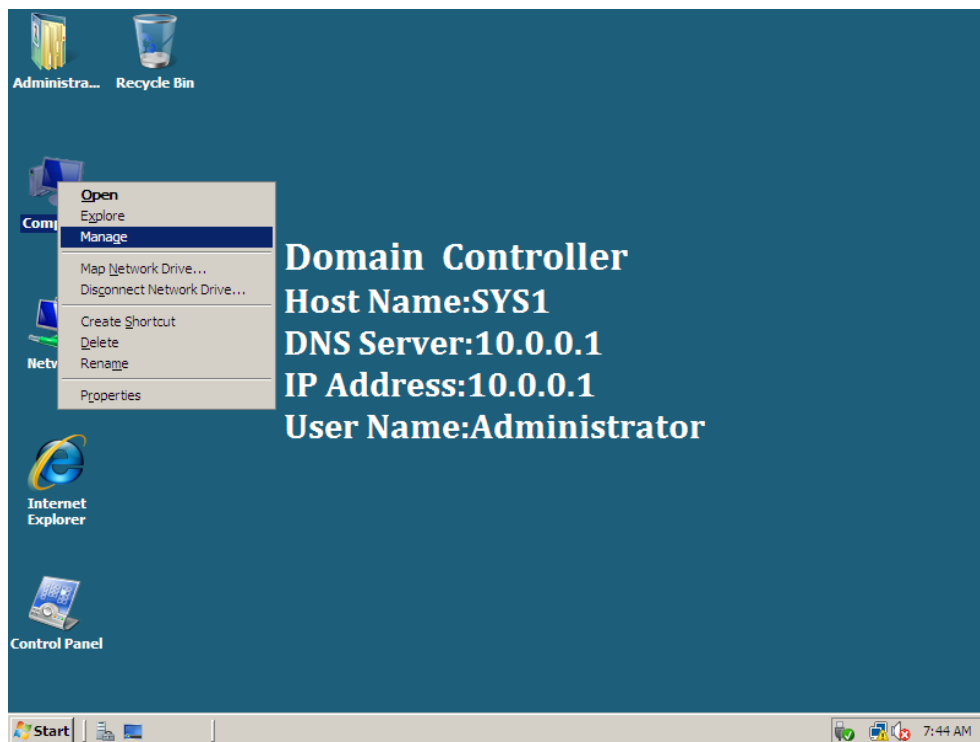 Administra...
Recycle Bin
Comp
Open
Explore
Manage
Map Network Drive...
Disconnect Network Drive...
Create Shortcut
Delete
Rename
Properties
Netw
Domain Controller
Host Name:SYS1
DNS Server:10.0.0.1
IP Address:10.0.0.1
User Name:Administrator
Internet
Explorer
Control Panel
Start
7:44 AM